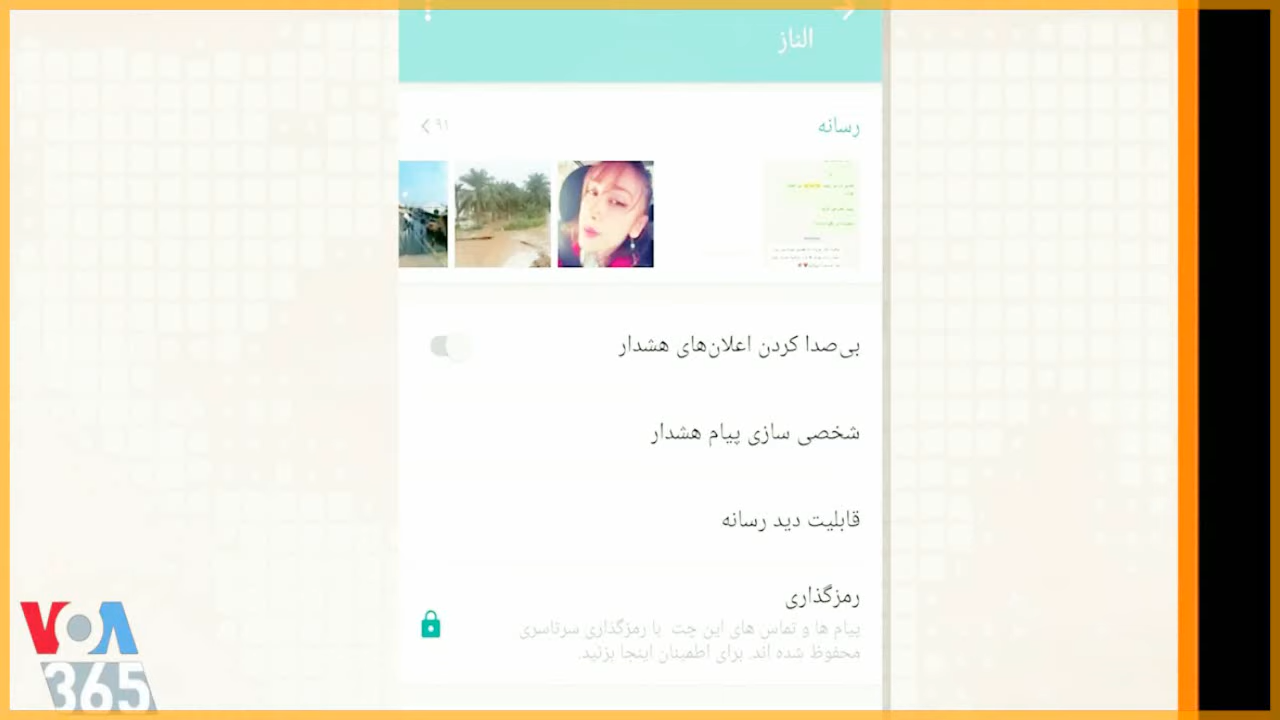 الناز
رسانه
۹۱
بی‌صدا کردن اعلان‌های هشدار
شخصی سازی پیام هشدار
قابلیت دید رسانه
رمزگذاری
پیام ها و تماس های این چت با رمزگذاری سرتاسری
محفوظ شده اند. برای اطمینان اینجا بزنید.
VOA
365